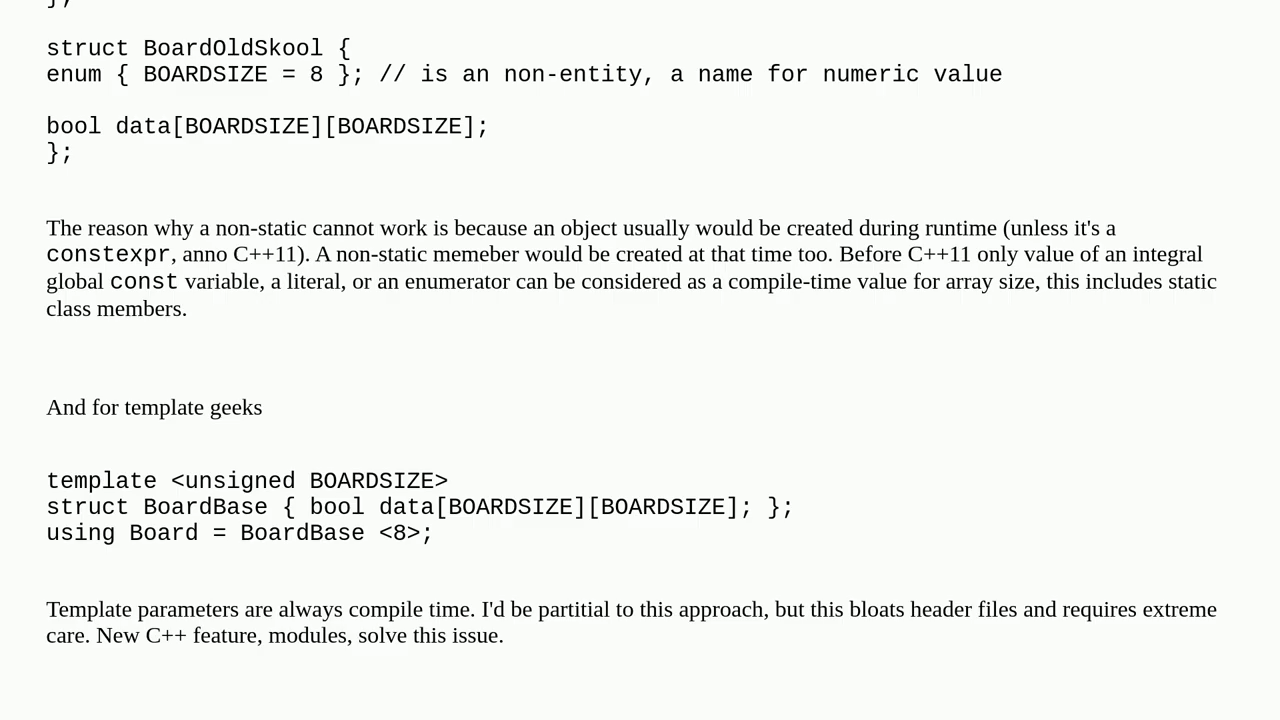 };
struct BoardOldSkool {
enum { BOARDSIZE = 8 }; // is an non-entity, a name for numeric value
bool data[BOARDSIZE][BOARDSIZE];
};
The reason why a non-static cannot work is because an object usually would be created during runtime (unless it's a
constexpr, anno C++11). A non-static memeber would be created at that time too. Before C++11 only value of an integral
global const variable, a literal, or an enumerator can be considered as a compile-time value for array size, this includes static
class members.
And for template geeks
template <unsigned BOARDSIZE>
struct BoardBase { bool data[BOARDSIZE][BOARDSIZE]; };
using Board = BoardBase <8>;
Template parameters are always compile time. I'd be partitial to this approach, but this bloats header files and requires extreme
care. New C++ feature, modules, solve this issue.